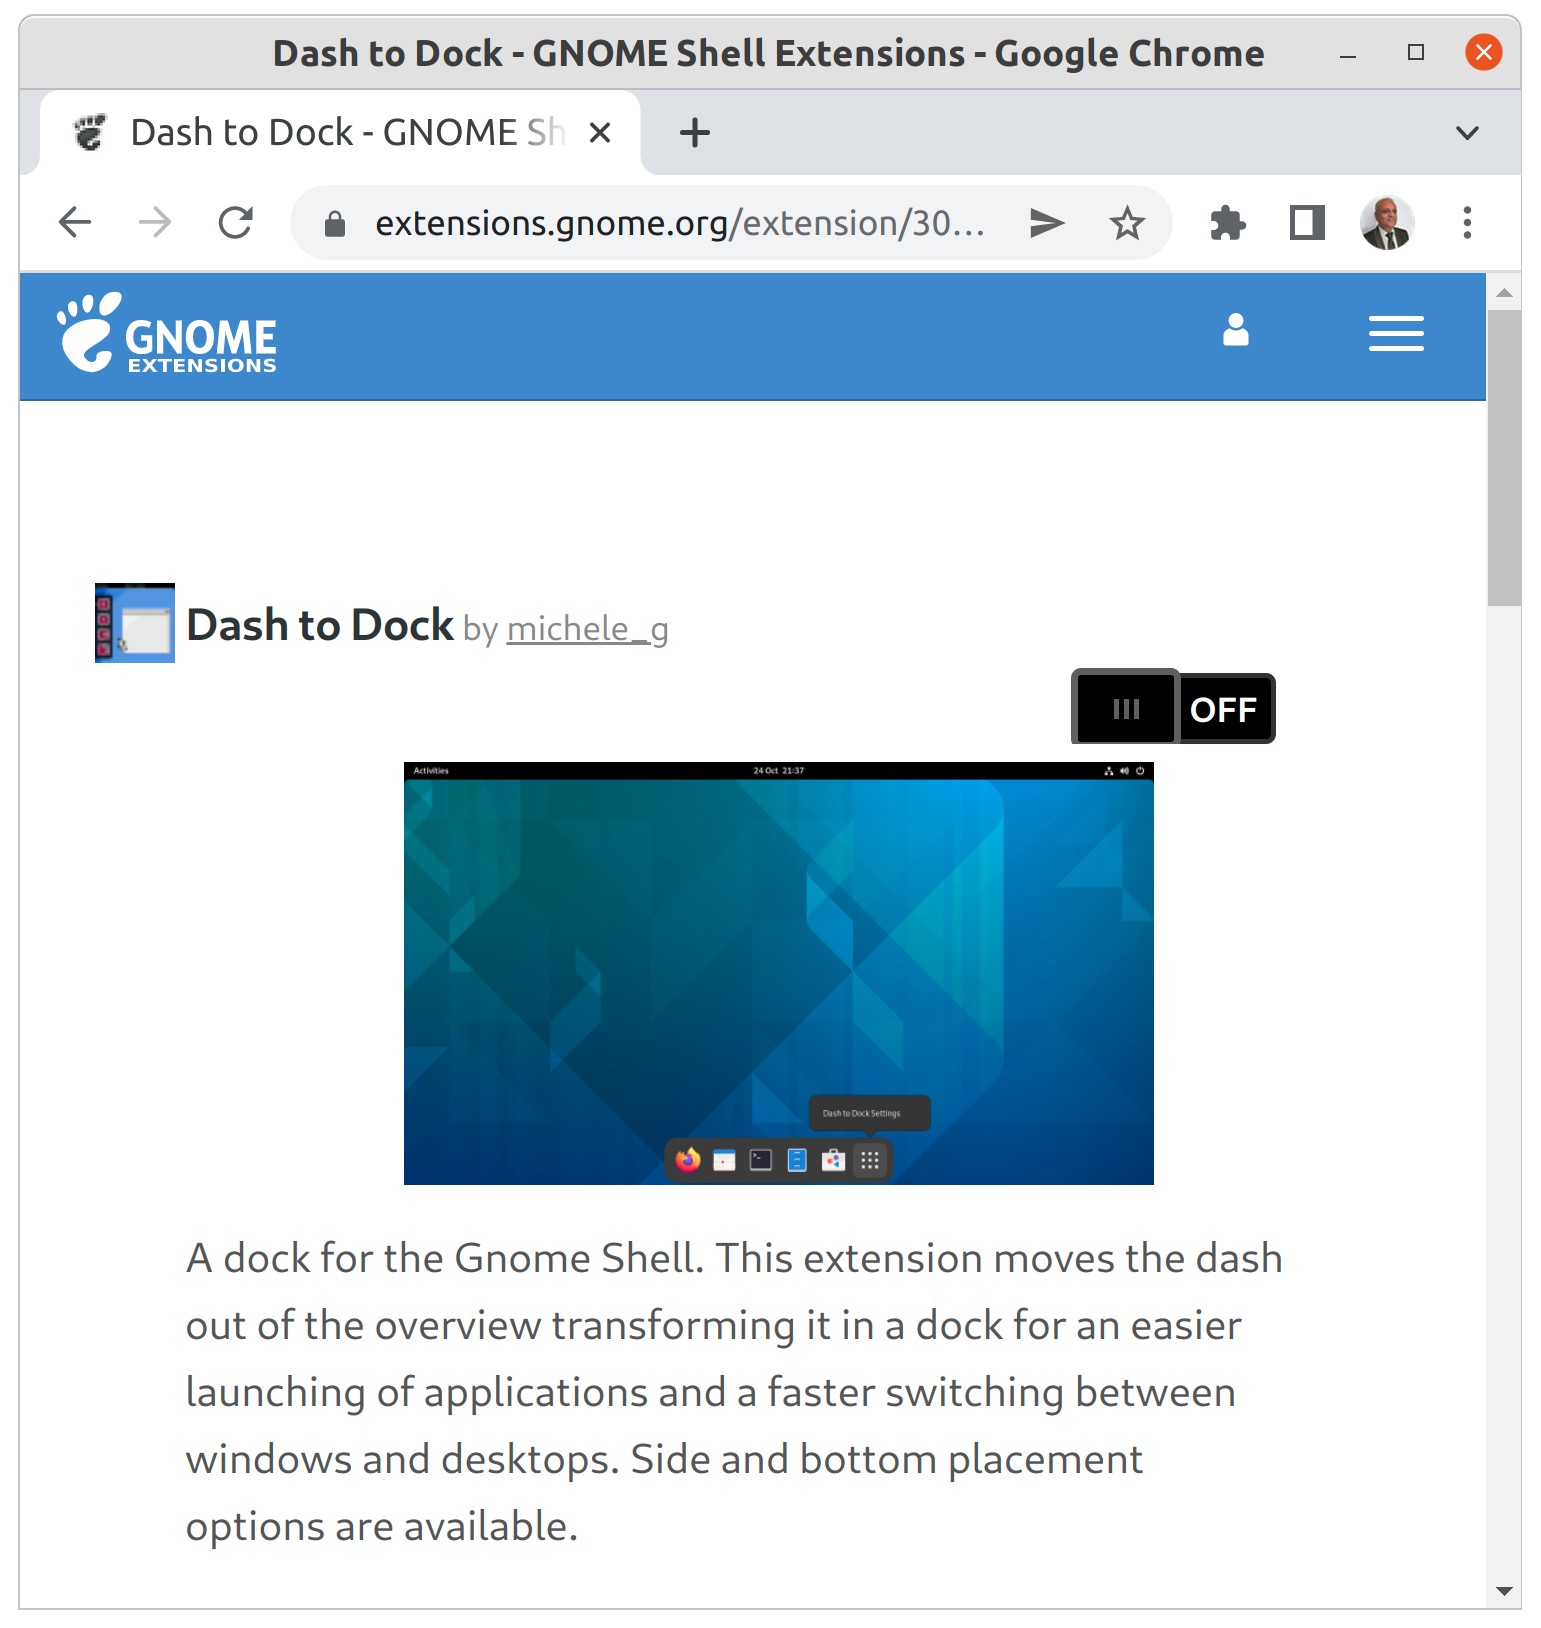 Dash to Dock - GNOME Shell Extensions - Google Chrome
Dash to Dock - GNOME Sh
extensions.gnome.org/extension/30...
GNOME
EXTENSIONS
Dash to Dock by michele_g
OFF
Activities
24 Oct 21:37
Dash to Dock Settings
A dock for the Gnome Shell. This extension moves the dash
out of the overview transforming it in a dock for an easier
launching of applications and a faster switching between
windows and desktops. Side and bottom placement
options are available.